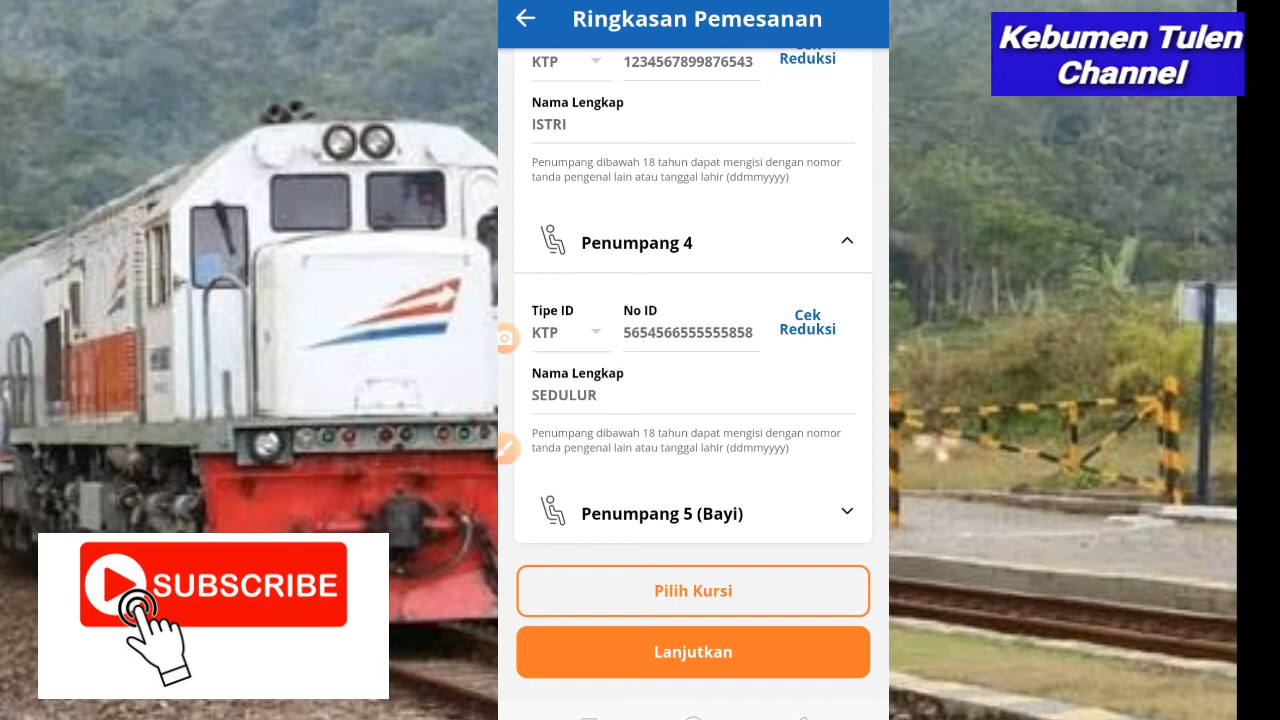 Ringkasan Pemesanan
Kebumen Tulen
Channel
Cek
Reduksi
KTP
1234567899876543
Nama Lengkap
ISTRI
Penumpang dibawah 18 tahun dapat mengisi dengan nomor
tanda pengenal lain atau tanggal lahir (ddmmyyyy)
Penumpang 4
Tipe ID
No ID
Cek
Reduksi
KTP
5654566555555858
Nama Lengkap
SEDULUR
Penumpang dibawah 18 tahun dapat mengisi dengan nomor
tanda pengenal lain atau tanggal lahir (ddmmyyyy)
Penumpang 5 (Bayi)
SUBSCRIBE
Pilih Kursi
Lanjutkan